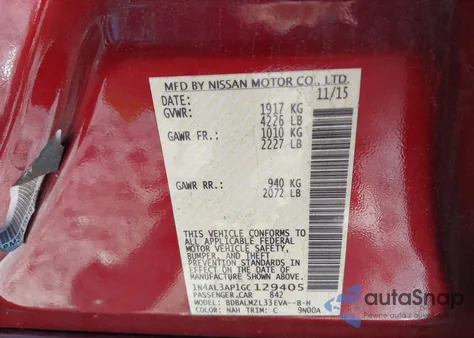 MFD BY NISSAN MOTOR CO., LTD.
DATE: 11/15
GVWR: 1917 KG
4226 LB
GAWR FR.: 1010 KG
2227 LB
GAWR RR.: 940 KG
2072 LB
THIS VEHICLE CONFORMS TO
ALL APPLICABLE FEDERAL
MOTOR VEHICLE SAFETY,
BUMPER, AND THEFT
PREVENTION STANDARDS
IN EFFECT ON THE DATE OF
MANUFACTURE SHOWN ABOVE.
1N4AL3AP1GC129405
PASSENGER CAR 842
MODEL: BDBALMZL33EVA--B-H
COLOR: NAH TRIM: C 9N00A
autoSnap